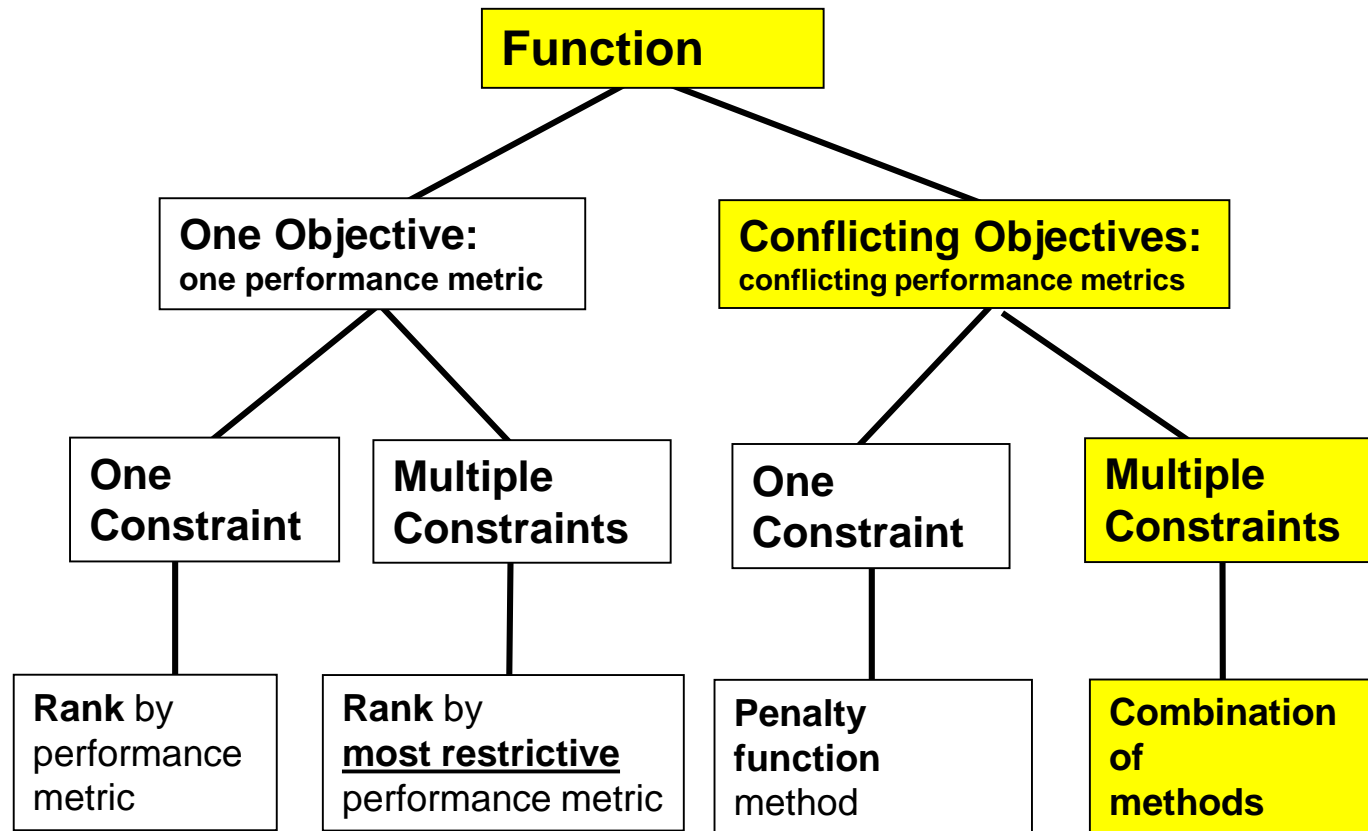 Function
One Objective:
one performance metric
Conflicting Objectives:
conflicting performance metrics
One
Constraint
Multiple
Constraints
One
Constraint
Multiple
Constraints
Rank by
performance
metric
Rank by
most restrictive
performance metric
Penalty
function
method
Combination
of
methods